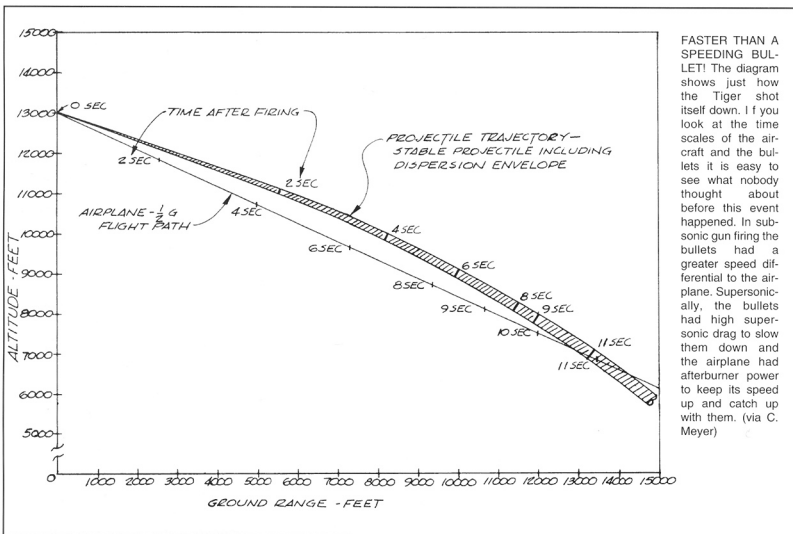 15000
14000
13000
12000
11000
10000
9000
8000
7000
6000
5000
0
ALTITUDE - FEET
0 SEC
TIME AFTER FIRING
PROJECTILE TRAJECTORY-
STABLE PROJECTILE INCLUDING
DISPERSION ENVELOPE
2 SEC
2 SEC
AIRPLANE - 1/2 G
FLIGHT PATH
4 SEC
4 SEC
6 SEC
6 SEC
8 SEC
8 SEC
9 SEC
9 SEC
10 SEC
11 SEC
11 SEC
1000 2000 3000 4000 5000 6000 7000 8000 9000 10000 11000 12000 13000 14000 15000
GROUND RANGE - FEET
FASTER THAN A
SPEEDING BUL-
LET! The diagram
shows just how
the Tiger shot
itself down. I f you
look at the time
scales of the air-
craft and the bul-
lets it is easy to
see what nobody
thought about
before this event
happened. In sub-
sonic gun firing the
bullets had a
greater speed dif-
ferential to the air-
plane. Supersonic-
ally, the bullets
had high super-
sonic drag to slow
them down and
the airplane had
afterburner power
to keep its speed
up and catch up
with them. (via C.
Meyer)